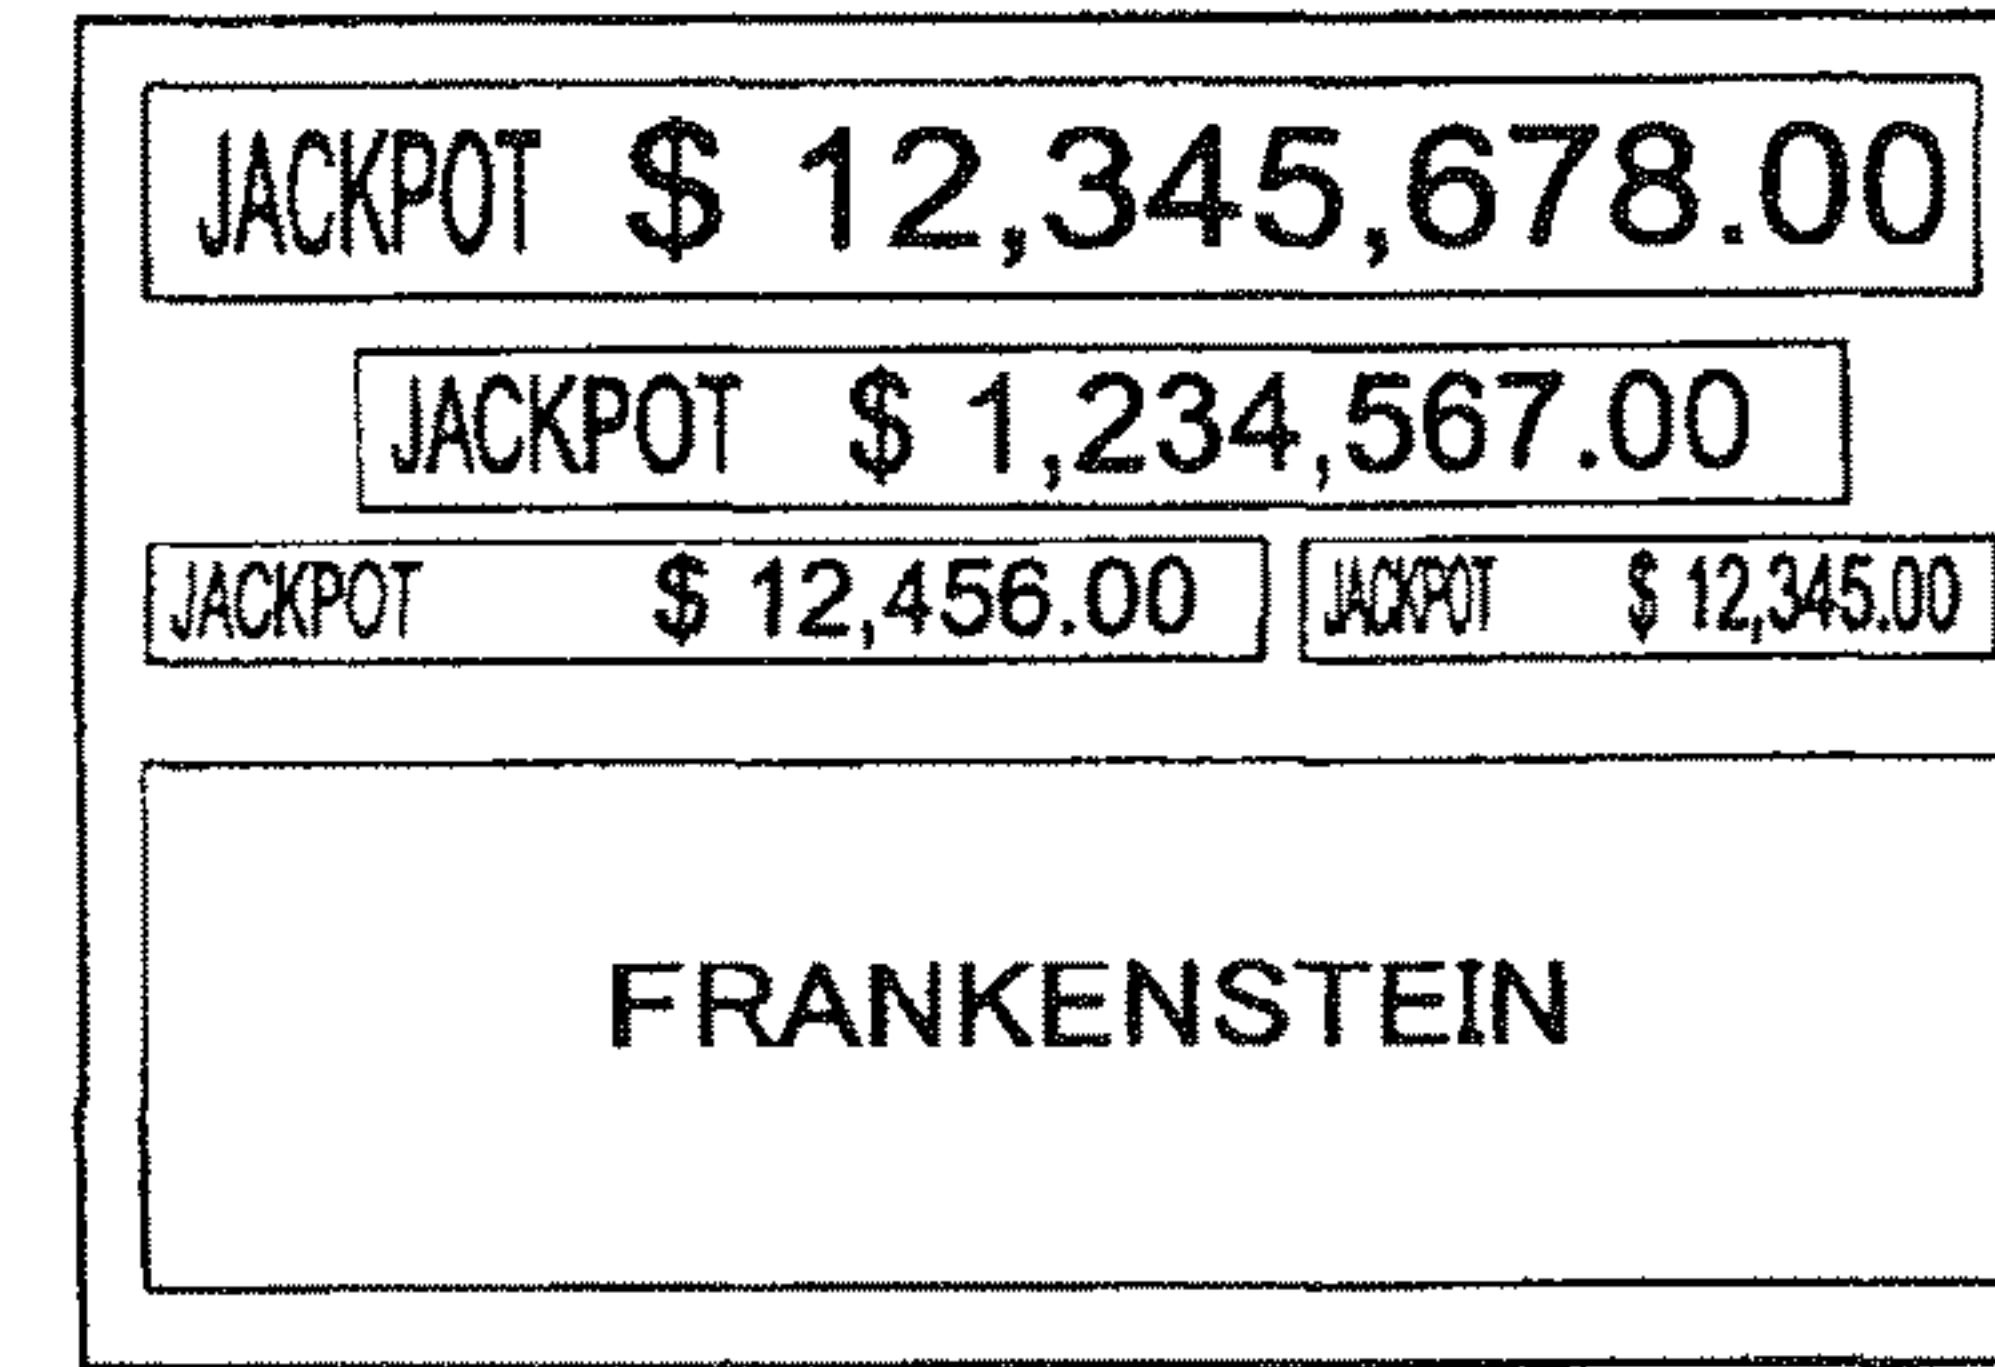 JACKPOT $ 12,345,678.00
JACKPOT $ 1,234,567.00
JACKPOT $ 12,456.00
JACKPOT $ 12,345.00
FRANKENSTEIN